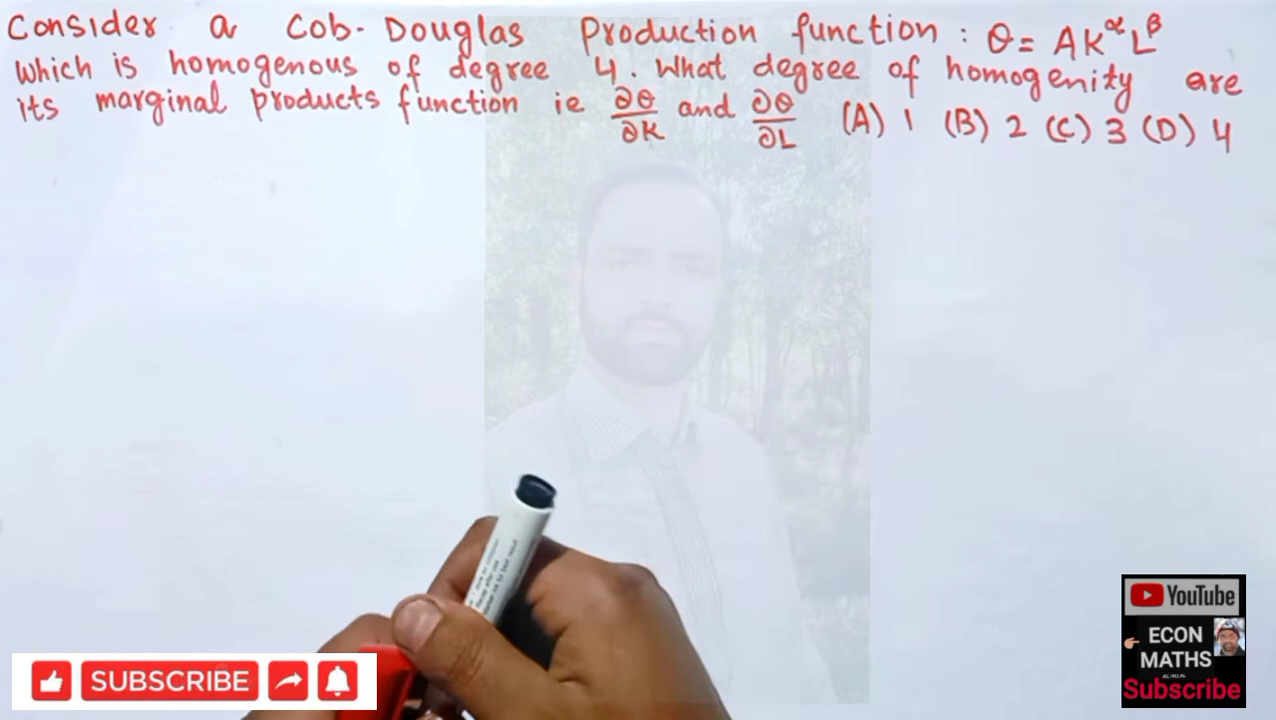 Consider a Cob-Douglas Production function: Q = AK^α L^β
which is homogenous of degree 4. What degree of homogenity are
its marginal products function ie ∂Q/∂K and ∂Q/∂L (A) 1 (B) 2 (C) 3 (D) 4
SUBSCRIBE
YouTube
ECON
MATHS
Subscribe